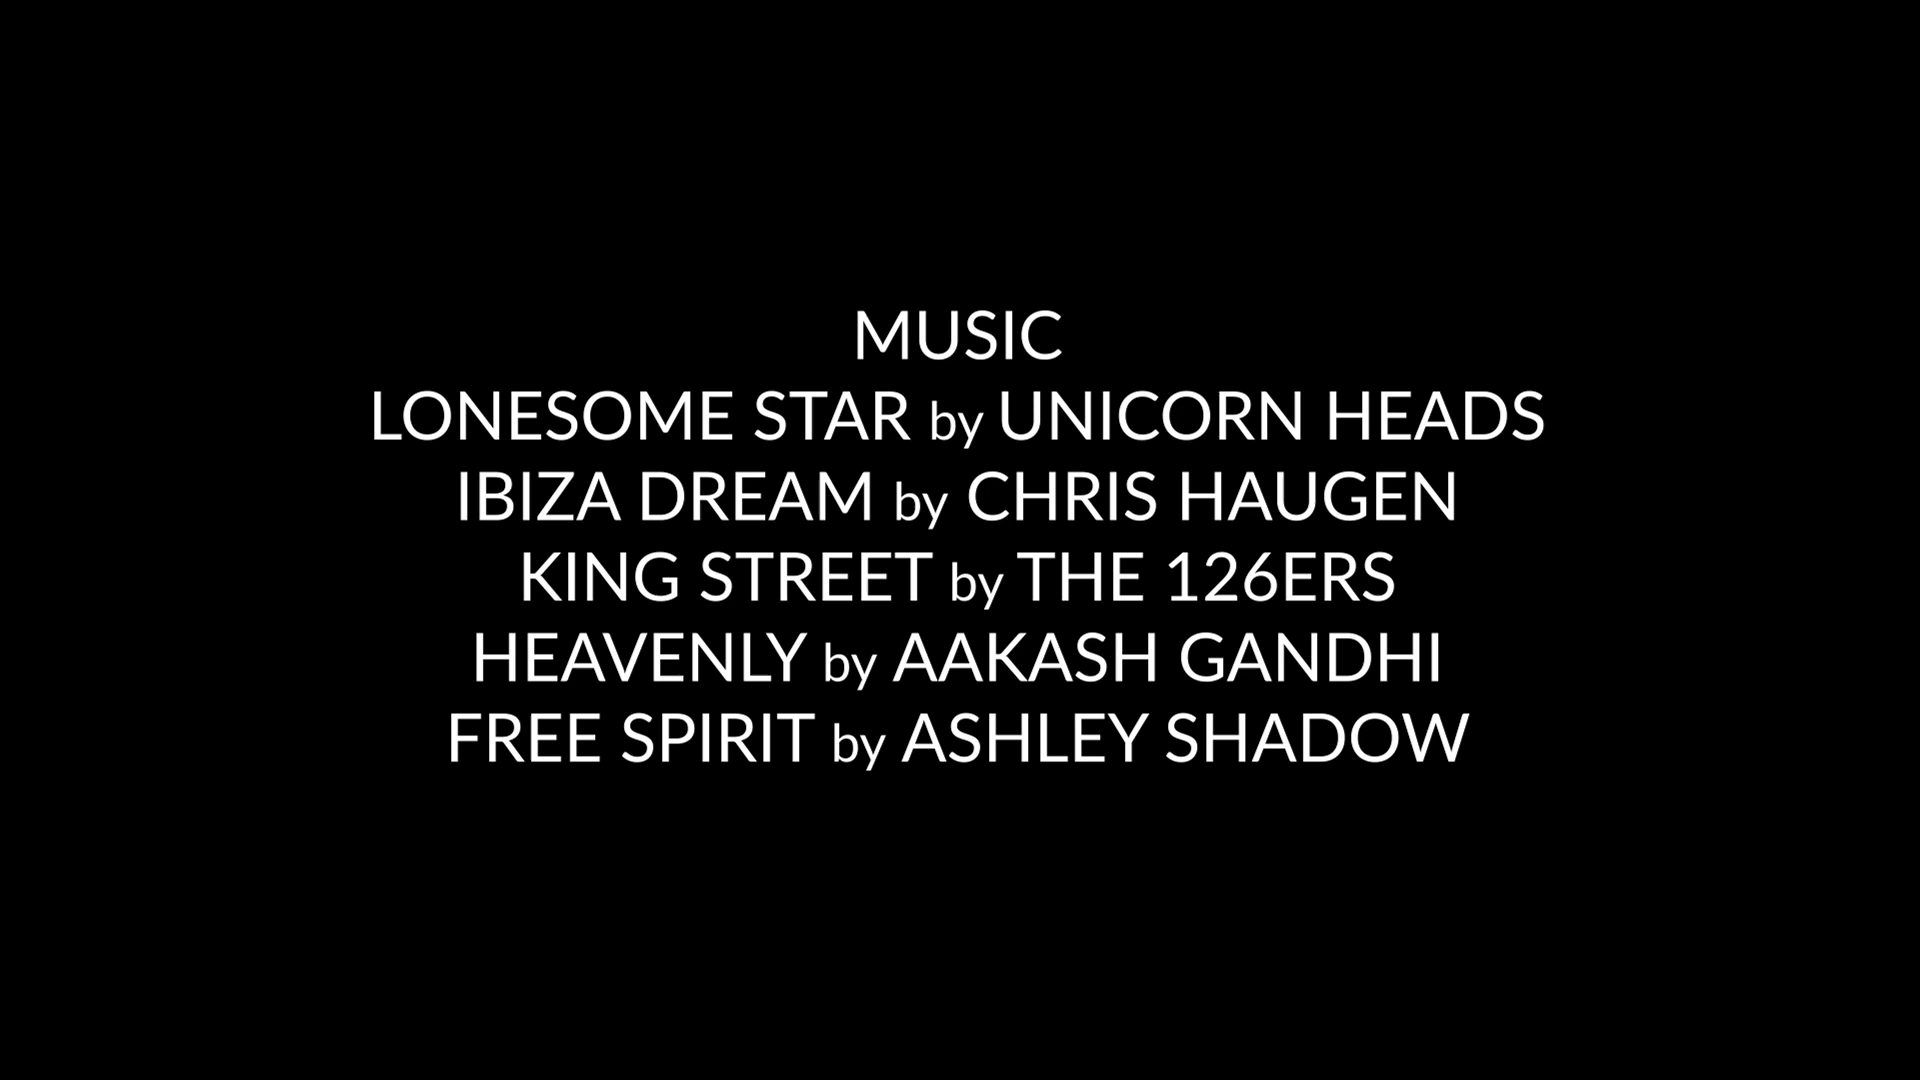 MUSIC
LONESOME STAR by UNICORN HEADS
IBIZA DREAM by CHRIS HAUGEN
KING STREET by THE 126ERS
HEAVENLY by AAKASH GANDHI
FREE SPIRIT by ASHLEY SHADOW